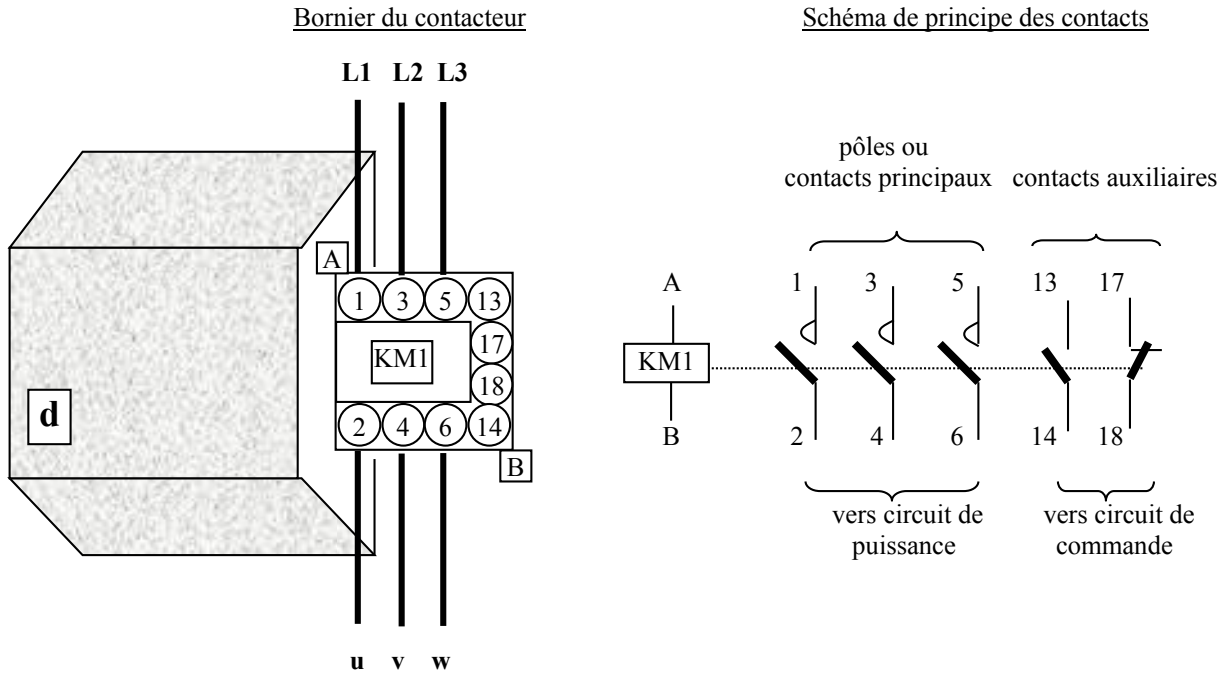 Bornier du contacteur
Schéma de principe des contacts
L1 L2 L3
pôles ou
contacts principaux
contacts auxiliaires
A
1 3 5 13
17
KM1
18
2 4 6 14
B
d
u v w
A
1 3 5 13 17
KM1
B
2 4 6 14 18
vers circuit de
puissance
vers circuit de
commande